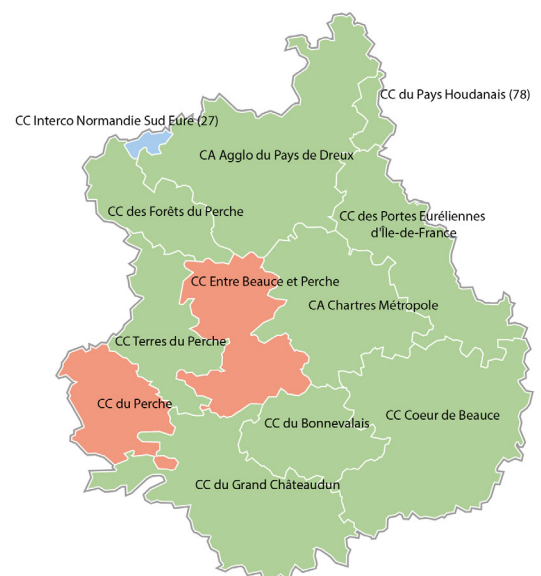 CC du Pays Houdanais (78)
CC Interco Normandie Sud Eure (27)
CA Agglo du Pays de Dreux
CC des Forêts du Perche
CC des Portes Euréliennes
d'Île-de-France
CC Entre Beauce et Perche
CA Chartres Métropole
CC Terres du Perche
CC du Perche
CC du Bonnevalais
CC Coeur de Beauce
CC du Grand Châteaudun